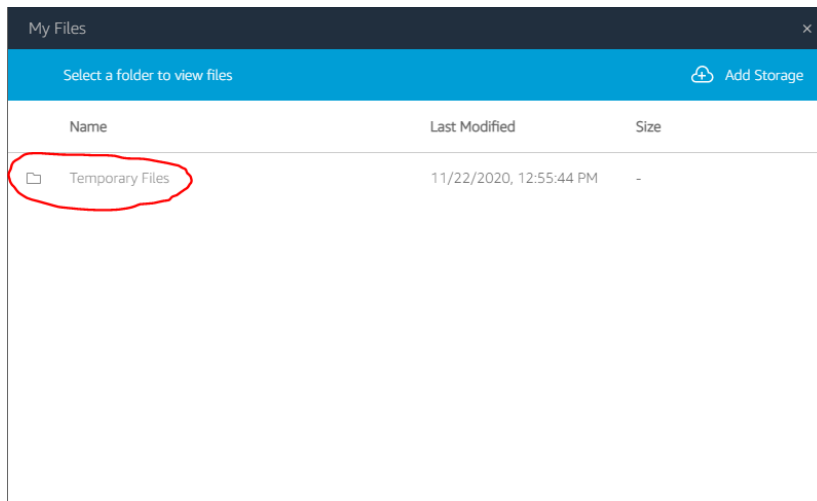 My Files ×
Select a folder to view files Add Storage
Name Last Modified Size
Temporary Files 11/22/2020, 12:55:44 PM -